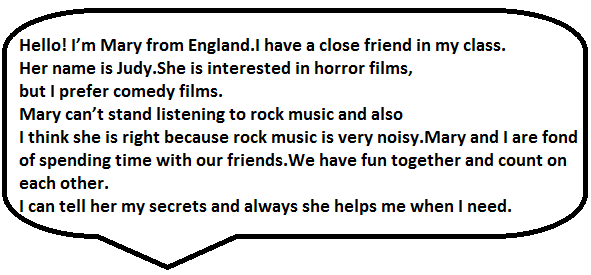 Hello! I’m Mary from England.I have a close friend in my class.
Her name is Judy.She is interested in horror films,
but I prefer comedy films.
Mary can’t stand listening to rock music and also
I think she is right because rock music is very noisy.Mary and I are fond
of spending time with our friends.We have fun together and count on
each other.
I can tell her my secrets and always she helps me when I need.